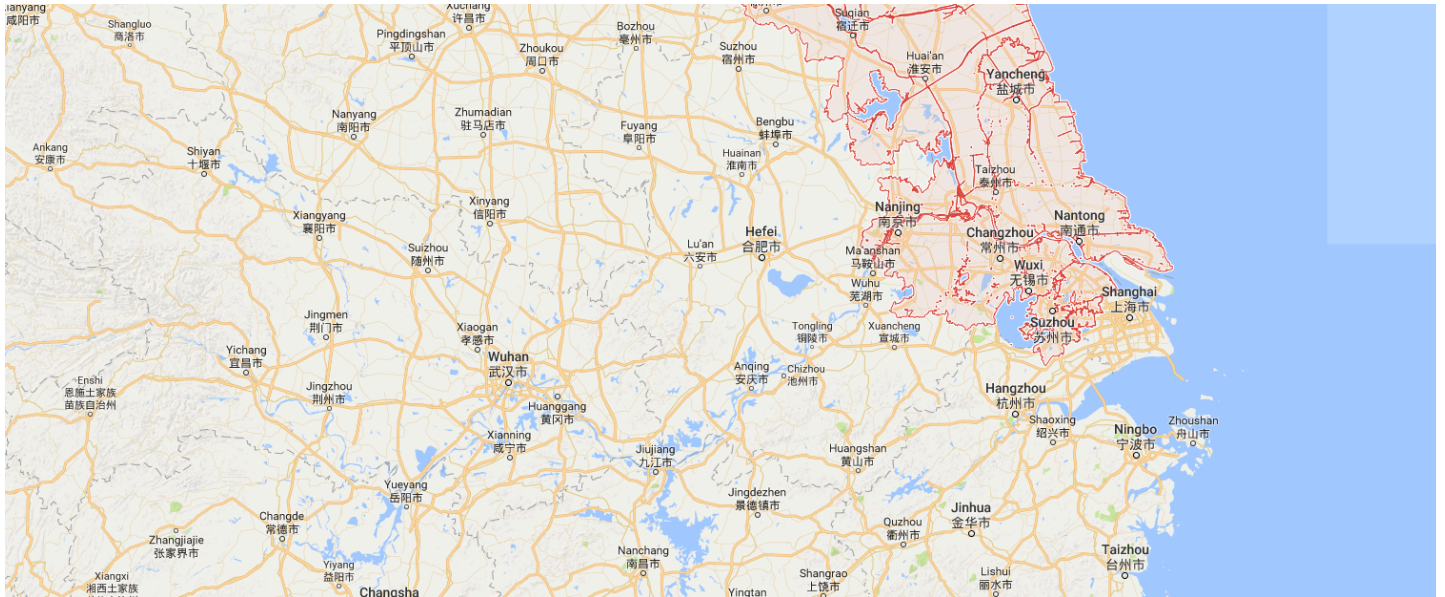 咸阳市
Shangluo
商洛市
Xuchang
许昌市
Pingdingshan
平顶山市
Zhoukou
周口市
Bozhou
亳州市
Suzhou
宿州市
Suqian
宿迁市
Huai'an
淮安市
Yancheng
盐城市
Ankang
安康市
Shiyan
十堰市
Nanyang
南阳市
Zhumadian
驻马店市
Fuyang
阜阳市
Bengbu
蚌埠市
Huainan
淮南市
Taizhou
泰州市
Xiangyang
襄阳市
Xinyang
信阳市
Nanjing
南京市
Nantong
南通市
Changzhou
常州市
Suizhou
随州市
Lu'an
六安市
Hefei
合肥市
Ma'anshan
马鞍山市
Wuxi
无锡市
Wuhu
芜湖市
Shanghai
上海市
Jingmen
荆门市
Xiaogan
孝感市
Tongling
铜陵市
Xuancheng
宣城市
Suzhou
苏州市
Yichang
宜昌市
Wuhan
武汉市
Anqing
安庆市
Chizhou
池州市
Enshi
恩施土家族
苗族自治州
Jingzhou
荆州市
Huanggang
黄冈市
Hangzhou
杭州市
Shaoxing
绍兴市
Ningbo
宁波市
Zhoushan
舟山市
Xianning
咸宁市
Jiujiang
九江市
Huangshan
黄山市
Yueyang
岳阳市
Jingdezhen
景德镇市
Changde
常德市
Quzhou
衢州市
Jinhua
金华市
Zhangjiajie
张家界市
Nanchang
南昌市
Taizhou
台州市
Yiyang
益阳市
Xiangxi
湘西土家族
Shangrao
上饶市
Lishui
丽水市
Changsha
Yingtan